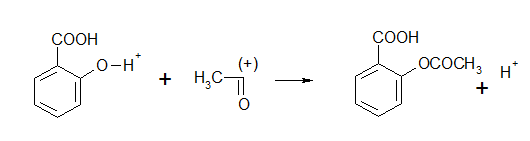 COOH
O–H+
+
H3C
(+)
O
COOH
OCOCH3
+
H+